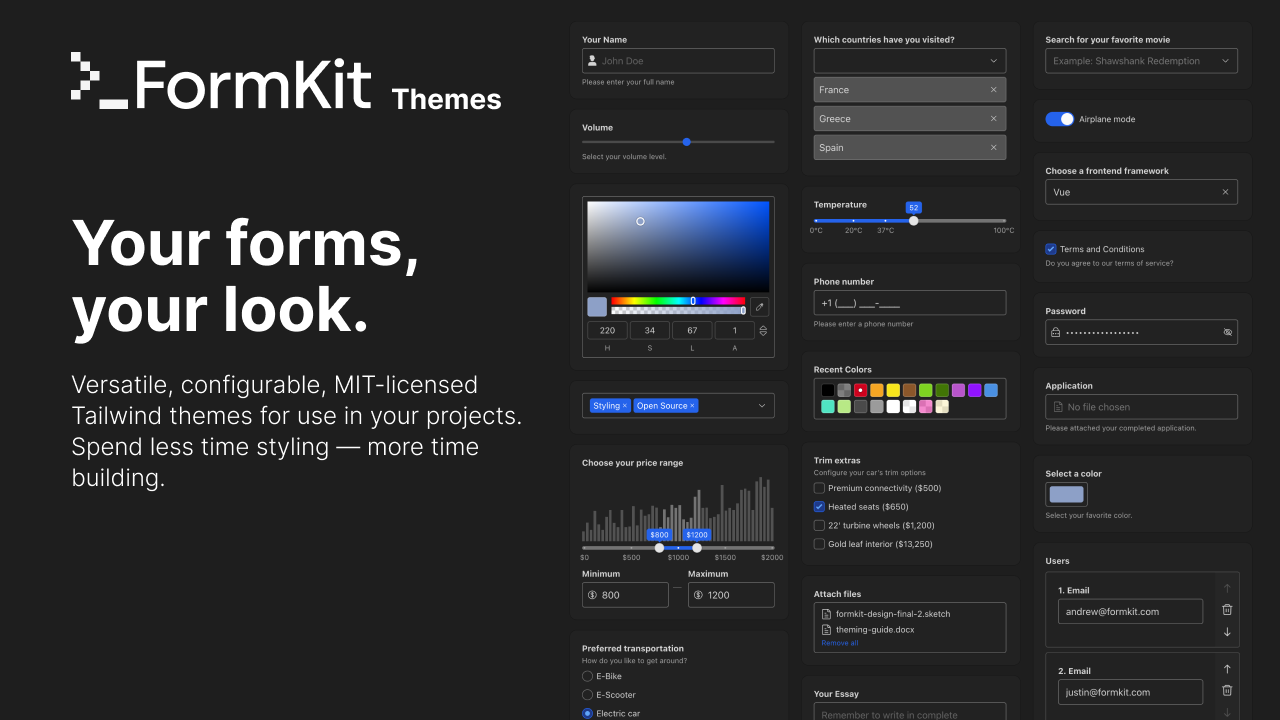 FormKit Themes
Your forms,
your look.
Versatile, configurable, MIT-licensed
Tailwind themes for use in your projects.
Spend less time styling — more time
building.
Your Name
John Doe
Please enter your full name
Volume
Select your volume level.
220 34 67 1
H S L A
Styling × Open Source ×
Choose your price range
$800 $1200
$0 $500 $1000 $1500 $2000
Minimum Maximum
800 — 1200
Preferred transportation
How do you like to get around?
E-Bike
E-Scooter
Electric car
Which countries have you visited?
France
Greece
Spain
Temperature
52
0°C 20°C 37°C 100°C
Phone number
+1 (___) ___-____
Please enter a phone number
Recent Colors
Trim extras
Configure your car's trim options
Premium connectivity ($500)
Heated seats ($650)
22' turbine wheels ($1,200)
Gold leaf interior ($13,250)
Attach files
formkit-design-final-2.sketch
theming-guide.docx
Remove all
Your Essay
Remember to write in complete
Search for your favorite movie
Example: Shawshank Redemption
Airplane mode
Choose a frontend framework
Vue
Terms and Conditions
Do you agree to our terms of service?
Password
•••••••••••••••••
Application
No file chosen
Please attached your completed application.
Select a color
Select your favorite color.
Users
1. Email
andrew@formkit.com
2. Email
justin@formkit.com